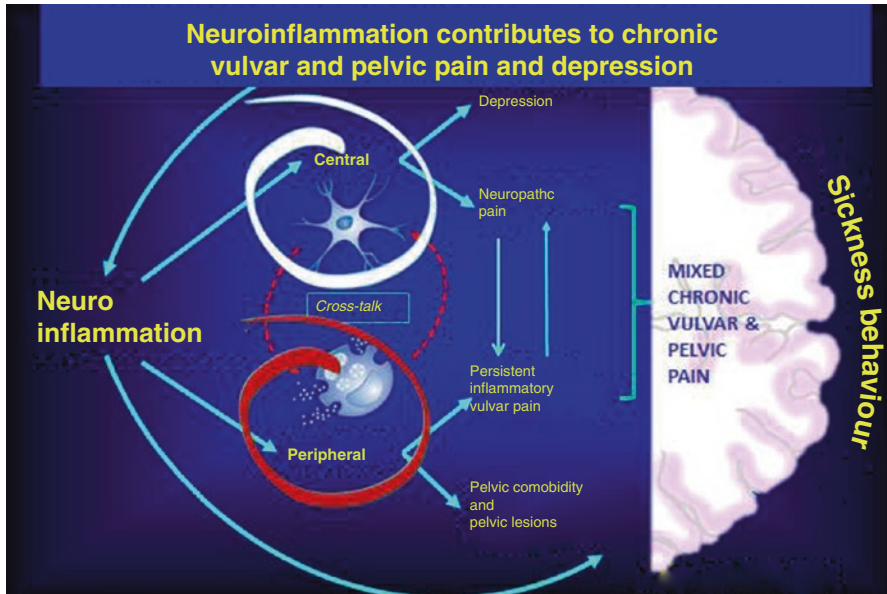 Neuroinflammation contributes to chronic
vulvar and pelvic pain and depression
Depression
Central
Neuropathc
pain
Neuro
inflammation
Cross-talk
Persistent
inflammatory
vulvar pain
Peripheral
Pelvic comobidity
and
pelvic lesions
MIXED
CHRONIC
VULVAR &
PELVIC
PAIN
Sickness behaviour